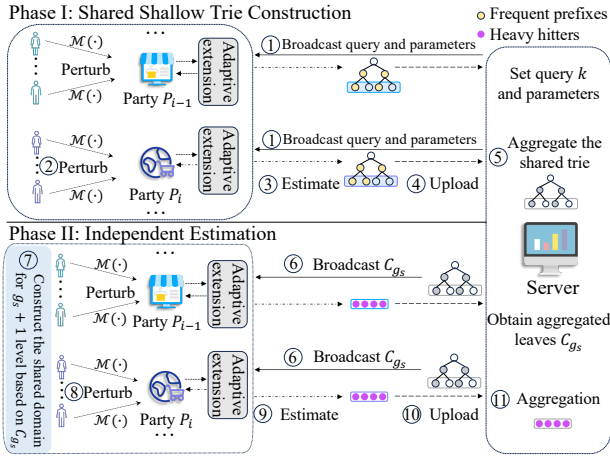 Phase I: Shared Shallow Trie Construction
Frequent prefixes
Heavy hitters
M(·)
Perturb
M(·)
Party P_{i-1}
Adaptive extension
① Broadcast query and parameters
Set query k
and parameters
...
M(·)
② Perturb
M(·)
Party P_i
...
Adaptive extension
① Broadcast query and parameters
③ Estimate
④ Upload
⑤ Aggregate the
shared trie
Server
Obtain aggregated
leaves C_{g_s}
Phase II: Independent Estimation
⑦ Construct the shared domain
for g_s + 1 level based on C_{g_s}
...
M(·)
Perturb
M(·)
Party P_{i-1}
Adaptive extension
⑥ Broadcast C_{g_s}
...
M(·)
⑧ Perturb
M(·)
Party P_i
...
Adaptive extension
⑥ Broadcast C_{g_s}
⑨ Estimate
⑩ Upload
⑪ Aggregation